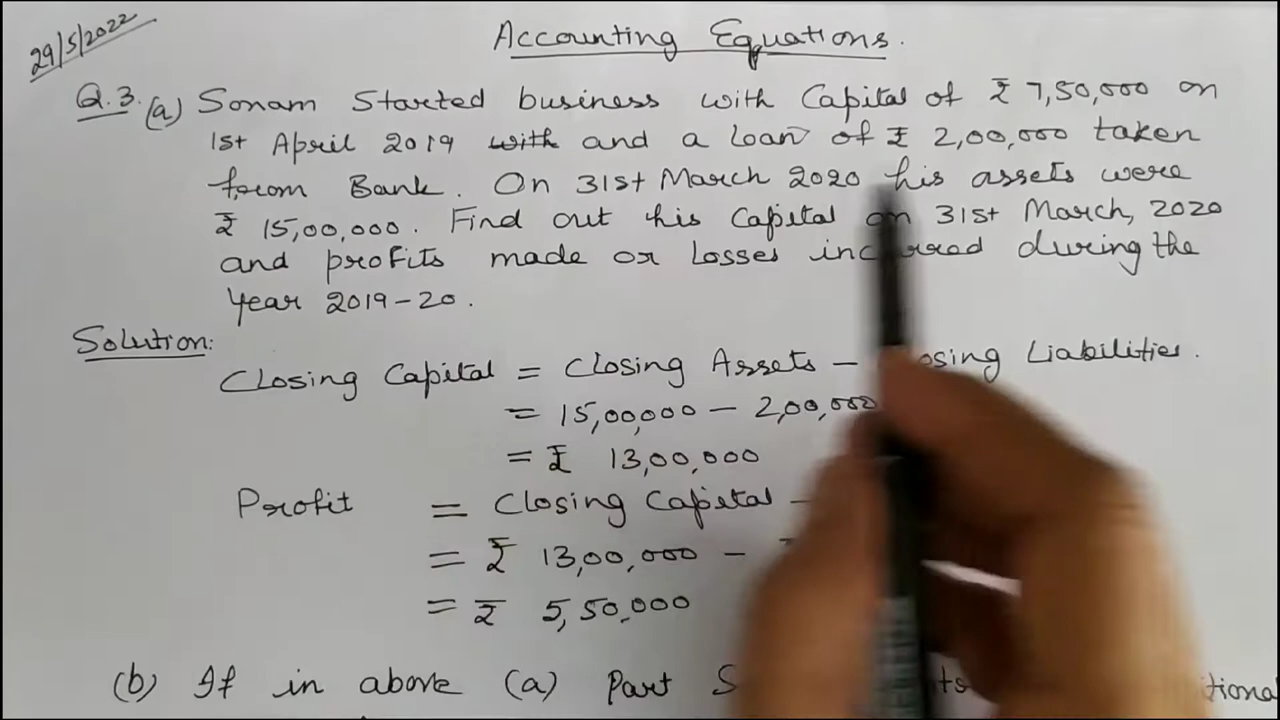 29/5/2022
Accounting Equations.
Q.3. (a) Sonam Started business with Capital of ₹ 7,50,000 on
1st April 2019 with and a loan of ₹ 2,00,000 taken
from Bank. On 31st March 2020 his assets were
₹ 15,00,000. Find out his Capital on 31st March, 2020
and profits made or Losses incurred during the
Year 2019-20.
Solution:
Closing Capital = Closing Assets - Closing Liabilities.
= 15,00,000 - 2,00,000
= ₹ 13,00,000
Profit = Closing Capital -
= ₹ 13,00,000 -
= ₹ 5,50,000
(b) If in above (a) Part